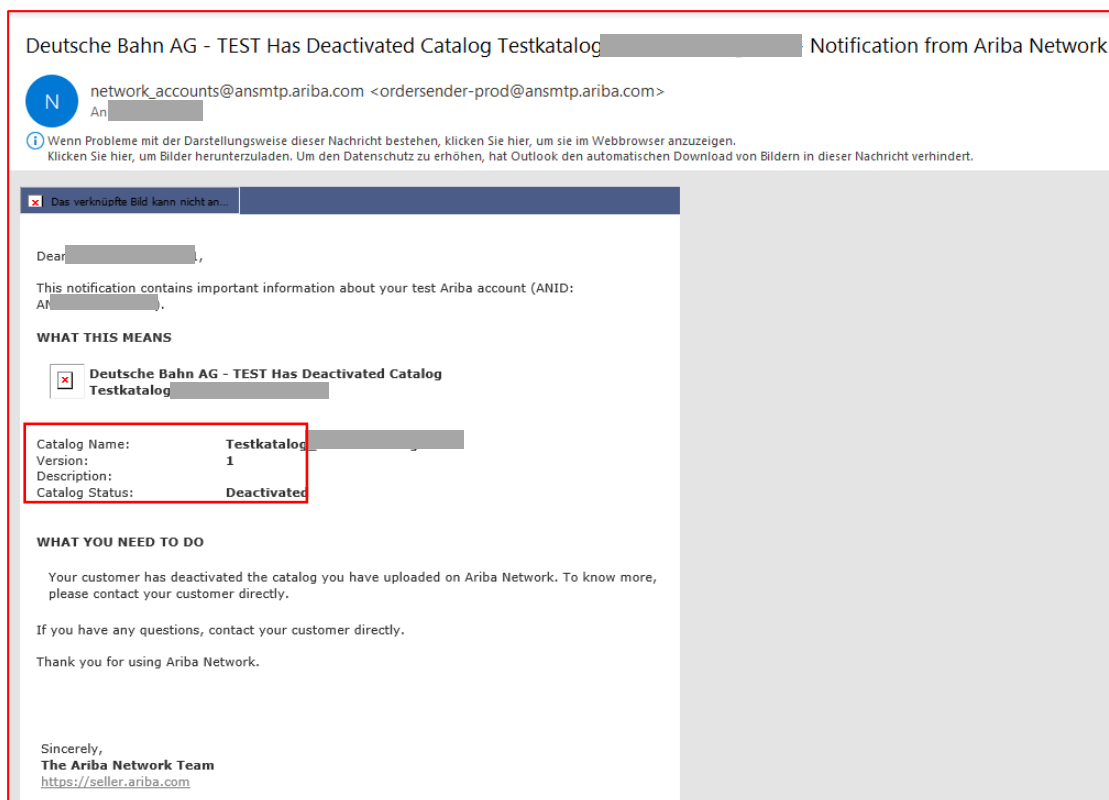 Deutsche Bahn AG - TEST Has Deactivated Catalog Testkatalog Notification from Ariba Network
N
network_accounts@ansmtp.ariba.com <ordersender-prod@ansmtp.ariba.com>
An
Wenn Probleme mit der Darstellungsweise dieser Nachricht bestehen, klicken Sie hier, um sie im Webbrowser anzuzeigen.
Klicken Sie hier, um Bilder herunterzuladen. Um den Datenschutz zu erhöhen, hat Outlook den automatischen Download von Bildern in dieser Nachricht verhindert.
Das verknüpfte Bild kann nicht an...
Dear ,
This notification contains important information about your test Ariba account (ANID:
AN ).
WHAT THIS MEANS
Deutsche Bahn AG - TEST Has Deactivated Catalog
Testkatalog
Catalog Name: Testkatalog_
Version: 1
Description:
Catalog Status: Deactivated
WHAT YOU NEED TO DO
Your customer has deactivated the catalog you have uploaded on Ariba Network. To know more,
please contact your customer directly.
If you have any questions, contact your customer directly.
Thank you for using Ariba Network.
Sincerely,
The Ariba Network Team
https://seller.ariba.com